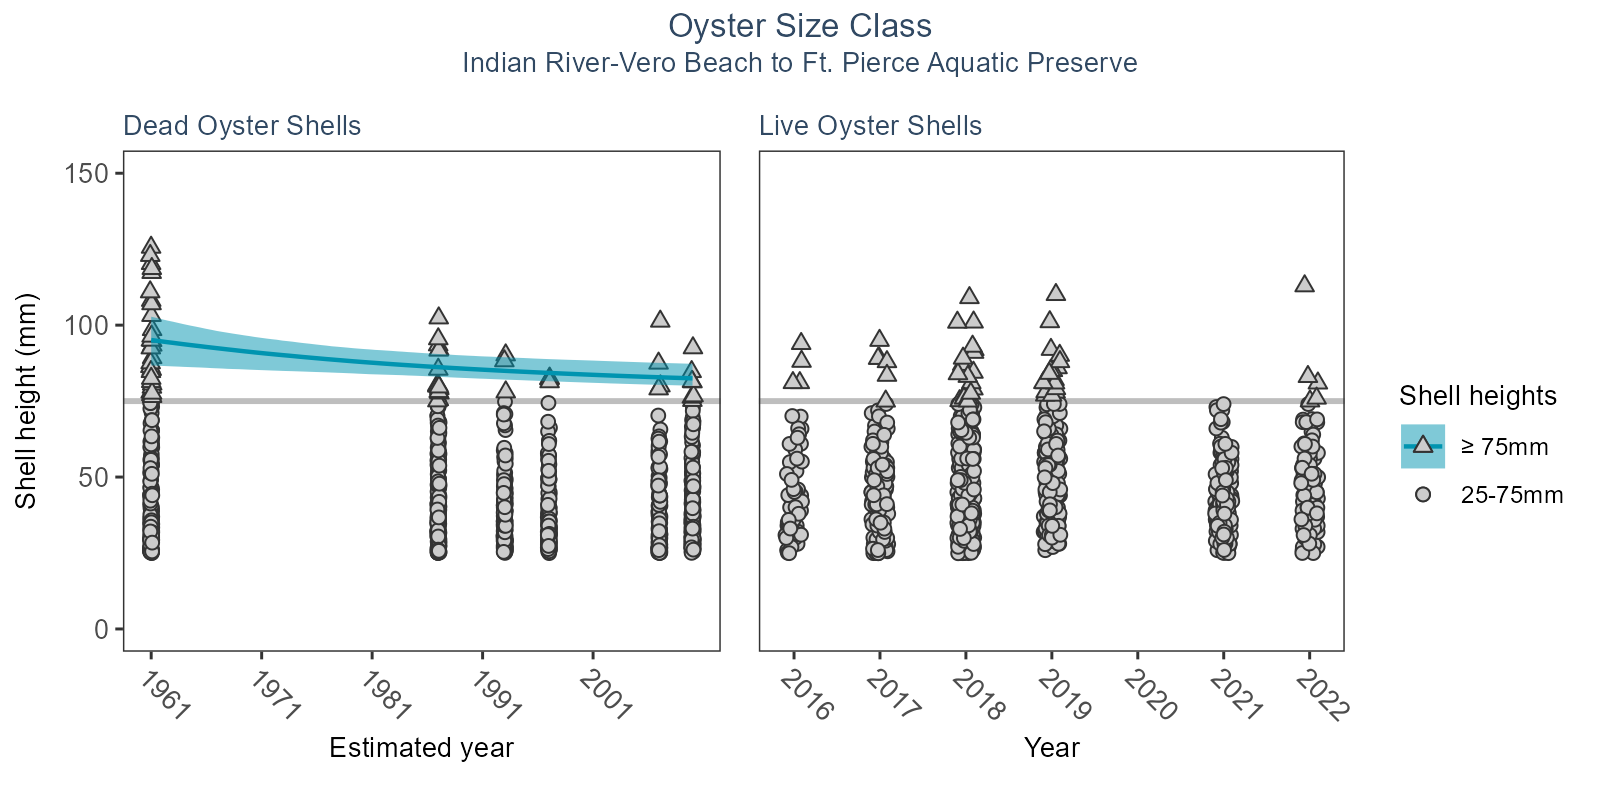 Oyster Size Class
Indian River-Vero Beach to Ft. Pierce Aquatic Preserve
Dead Oyster Shells
Live Oyster Shells
Shell height (mm)
150
100
50
0
1961
1971
1981
1991
2001
Estimated year
2016
2017
2018
2019
2020
2021
2022
Year
Shell heights
≥ 75mm
25-75mm